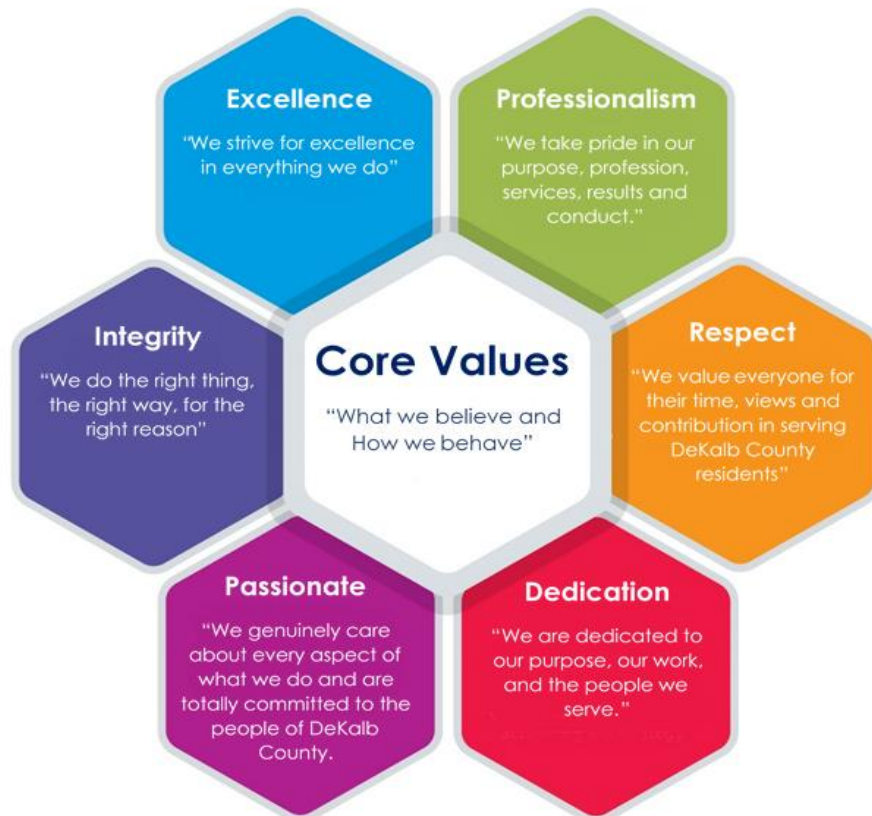 Excellence
“We strive for excellence
in everything we do”
Professionalism
“We take pride in our
purpose, profession,
services, results and
conduct.”
Integrity
“We do the right thing,
the right way, for the
right reason”
Core Values
“What we believe and
How we behave”
Respect
“We value everyone for
their time, views and
contribution in serving
DeKalb County
residents”
Passionate
“We genuinely care
about every aspect of
what we do and are
totally committed to the
people of DeKalb
County.
Dedication
“We are dedicated to
our purpose, our work,
and the people we
serve.”